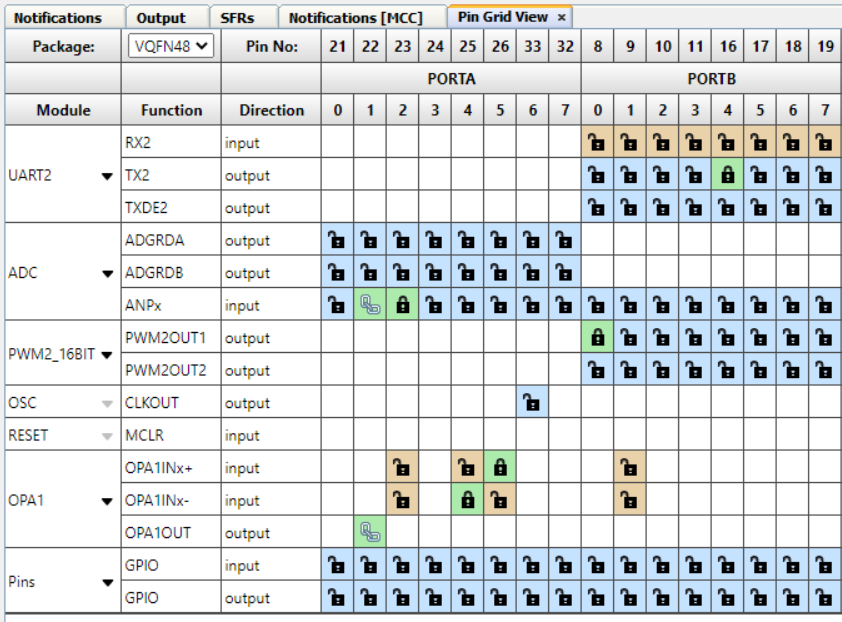 Notifications Output SFRs Notifications [MCC] Pin Grid View ×
Package: VQFN48 Pin No: 21 22 23 24 25 26 33 32 8 9 10 11 16 17 18 19
PORTA PORTB
Module Function Direction 0 1 2 3 4 5 6 7 0 1 2 3 4 5 6 7
RX2 input
UART2 TX2 output
TXDE2 output
ADGRDA output
ADC ADGRDB output
ANPx input
PWM2_16BIT PWM2OUT1 output
PWM2OUT2 output
OSC CLKOUT output
RESET MCLR input
OPA1INx+ input
OPA1 OPA1INx- input
OPA1OUT output
Pins GPIO input
GPIO output